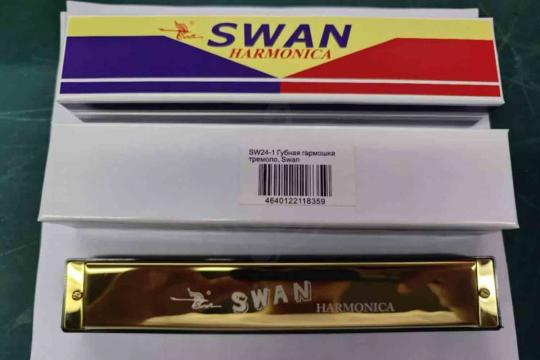 SWAN
HARMONICA
SW24-1 Губная гармошка
тремоло, Swan
4640122118359
SWAN HARMONICA